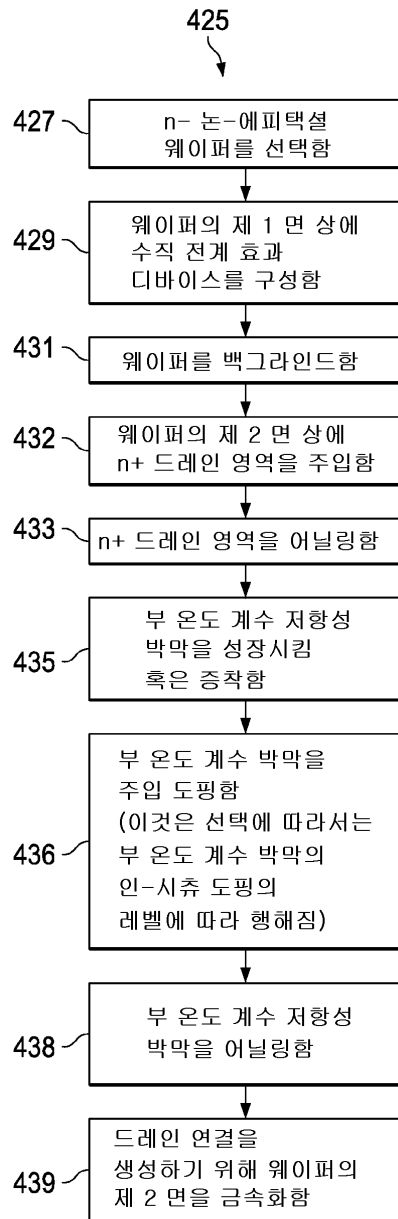 425
427
n- 논-에피택셜
웨이퍼를 선택함
429
웨이퍼의 제 1 면 상에
수직 전계 효과
디바이스를 구성함
431
웨이퍼를 백그라인드함
432
웨이퍼의 제 2 면 상에
n+ 드레인 영역을 주입함
433
n+ 드레인 영역을 어닐링함
435
부 온도 계수 저항성
박막을 성장시킴
혹은 증착함
436
부 온도 계수 박막을
주입 도핑함
(이것은 선택에 따라서는
부 온도 계수 박막의
인-시츄 도핑의
레벨에 따라 행해짐)
438
부 온도 계수 저항성
박막을 어닐링함
439
드레인 연결을
생성하기 위해 웨이퍼의
제 2 면을 금속화함